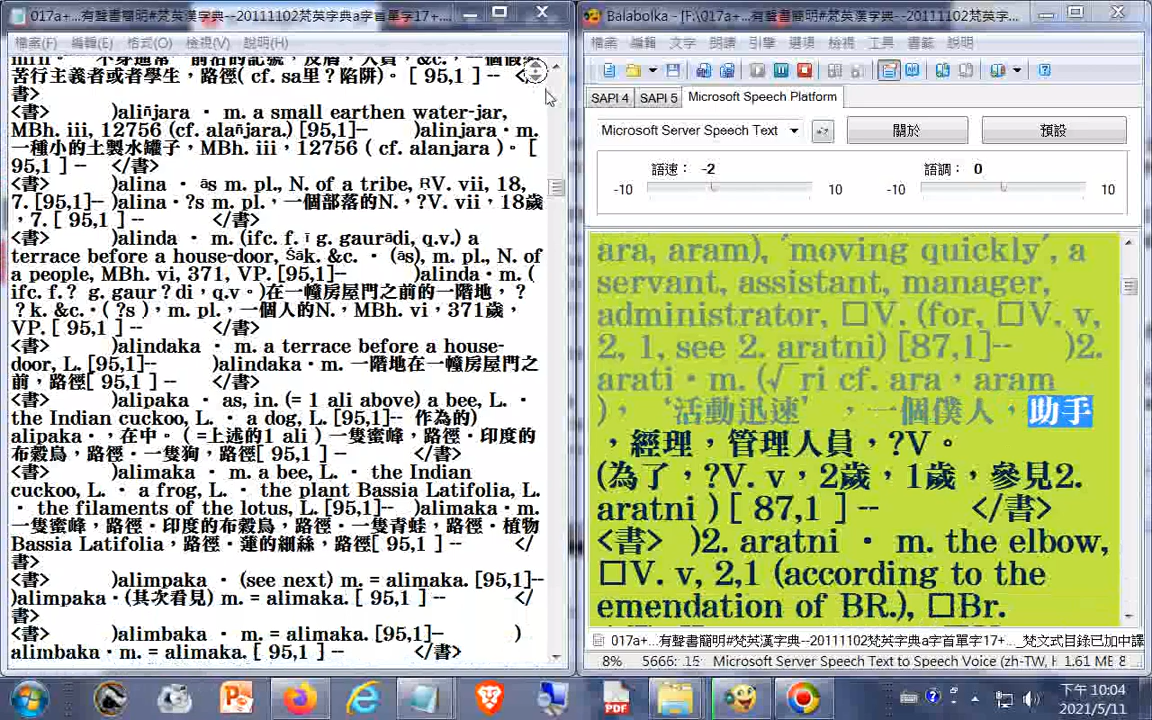 017a+...有聲書簡明#梵英漢字典--20111102梵英字典a字首單字17+...
檔案(F) 編輯(E) 格式(O) 檢視(V) 說明(H)
苦行主義者或者學生，路徑( cf. sa里？陷阱)。 [ 95,1 ] -- <
書>
<書> )aliñjara · m. a small earthen water-jar,
MBh. iii, 12756 (cf. alañjara.) [95,1]-- )alinjara · m.
一種小的土製水罐子，MBh. iii，12756 ( cf. alanjara )。 [
95,1 ] -- </書>
<書> )alina · ās m. pl., N. of a tribe, ṚV. vii, 18,
7. [95,1]-- )alina · ?s m. pl.，一個部落的N.，?V. vii，18歲
，7. [ 95,1 ] -- </書>
<書> )alinda · m. (ifc. f. ī g. gaurādi, q.v.) a
terrace before a house-door, Śāk. &c. · (ās), m. pl., N. of
a people, MBh. vi, 371, VP. [95,1]-- )alinda · m. (
ifc. f.? g. gaur？di，q.v。)在一幢房屋門之前的一階地，?
？k. &c. · ( ?s )，m. pl.，一個人的N.，MBh. vi，371歲，
VP. [ 95,1 ] -- </書>
<書> )alindaka · m. a terrace before a house-
door, L. [95,1]-- )alindaka · m. 一階地在一幢房屋門之
前，路徑[ 95,1 ] -- </書>
<書> )alipaka · as, in. (= 1 ali above) a bee, L. ·
the Indian cuckoo, L. · a dog, L. [95,1]-- 作為的)
alipaka · ，在中。 ( =上述的1 ali ) 一隻蜜蜂，路徑 · 印度的
布穀鳥，路徑 · 一隻狗，路徑[ 95,1 ] -- </書>
<書> )alimaka · m. a bee, L. · the Indian
cuckoo, L. · a frog, L. · the plant Bassia Latifolia, L.
· the filaments of the lotus, L. [95,1]-- )alimaka · m.
一隻蜜蜂，路徑 · 印度的布穀鳥，路徑 · 一隻青蛙，路徑 · 植物
Bassia Latifolia，路徑 · 蓮的細絲，路徑[ 95,1 ] -- </
書>
<書> )alimpaka · (see next) m. = alimaka. [95,1]--
)alimpaka · (其次看見) m. = alimaka. [ 95,1 ] -- </
書>
<書> )alimbaka · m. = alimaka. [95,1]-- )
alimbaka · m. = alimaka. [ 95,1 ] -- </書>
Balabolka - [F:\017a+...有聲書簡明#梵英漢字典--20111102梵英字...
檔案 編輯 文字 朗讀 引擎 選項 檢視 工具 書籤 說明
SAPI 4 SAPI 5 Microsoft Speech Platform
Microsoft Server Speech Text 關於 預設
語速： -2 語調： 0
-10 10 -10 10
ara, aram), 'moving quickly', a
servant, assistant, manager,
administrator, □V. (for, □V. v,
2, 1, see 2. aratni) [87,1]-- )2.
arati · m. (√ ri cf. ara，aram
)， ‘活動迅速’ ，一個僕人，助手
，經理，管理人員，?V。
(為了，?V. v，2歲，1歲，參見2.
aratni ) [ 87,1 ] -- </書>
<書> )2. aratni · m. the elbow,
□V. v, 2,1 (according to the
emendation of BR.), □Br.
017a+...有聲書簡明#梵英漢字典--20111102梵英字典a字首單字17+..._梵文式目錄已加中譯
8% 5666: 15 Microsoft Server Speech Text to Speech Voice (zh-TW, H 1.61 MB 8
下午 10:04
2021/5/11